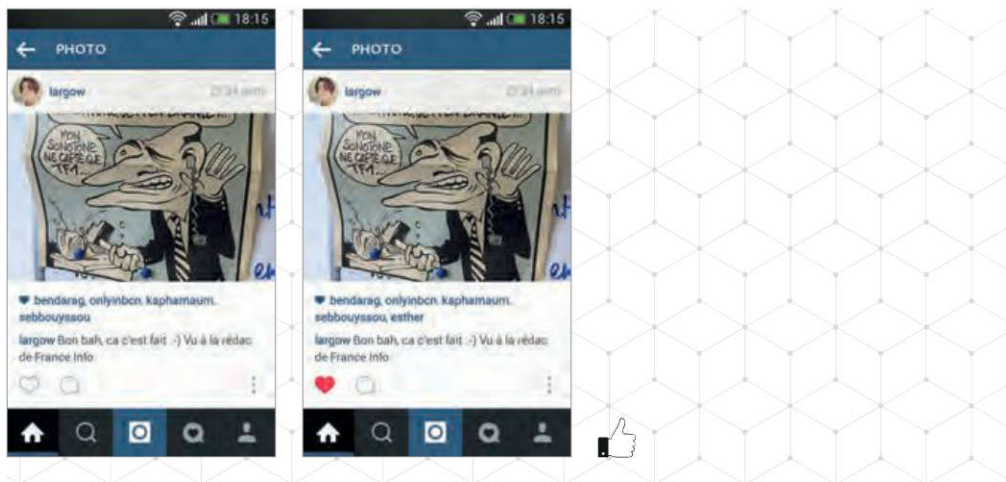 18:15
PHOTO
largow
MON
SONOTONE
NE CAPTE QUE
TF1...
bendarag, onlyinbcn, kaphamaum,
sebbouyssou
largow Bon bah, ca c'est fait :-) Vu à la rédac
de France Info
18:15
PHOTO
largow
MON
SONOTONE
NE CAPTE QUE
TF1...
bendarag, onlyinbcn, kaphamaum,
sebbouyssou, esther
largow Bon bah, ca c'est fait :-) Vu à la rédac
de France Info